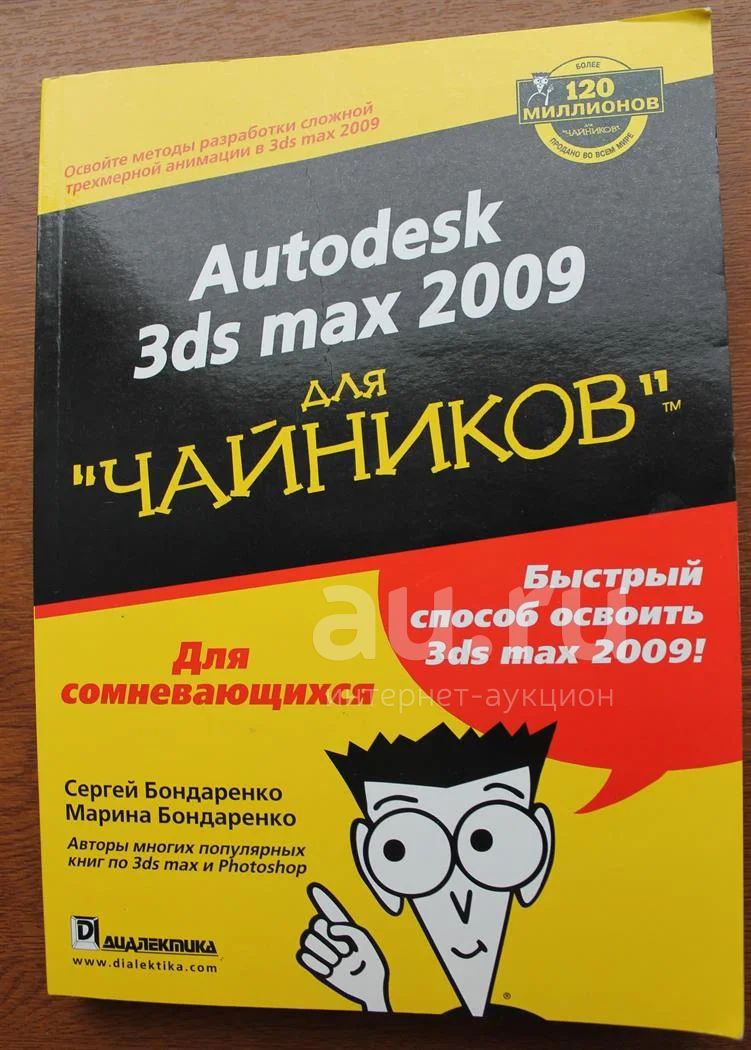 Освойте методы разработки сложной
трехмерной анимации в 3ds max 2009
БОЛЕЕ
120
МИЛЛИОНОВ
для
"ЧАЙНИКОВ"
ПРОДАНО ВО ВСЕМ МИРЕ
Autodesk
3ds max 2009
для
"ЧАЙНИКОВ"™
Быстрый
способ освоить
3ds max 2009!
au.ru
интернет-аукцион
Для
сомневающихся
Сергей Бондаренко
Марина Бондаренко
Авторы многих популярных
книг по 3ds max и Photoshop
Д ДИАЛЕКТИКА
www.dialektika.com
®